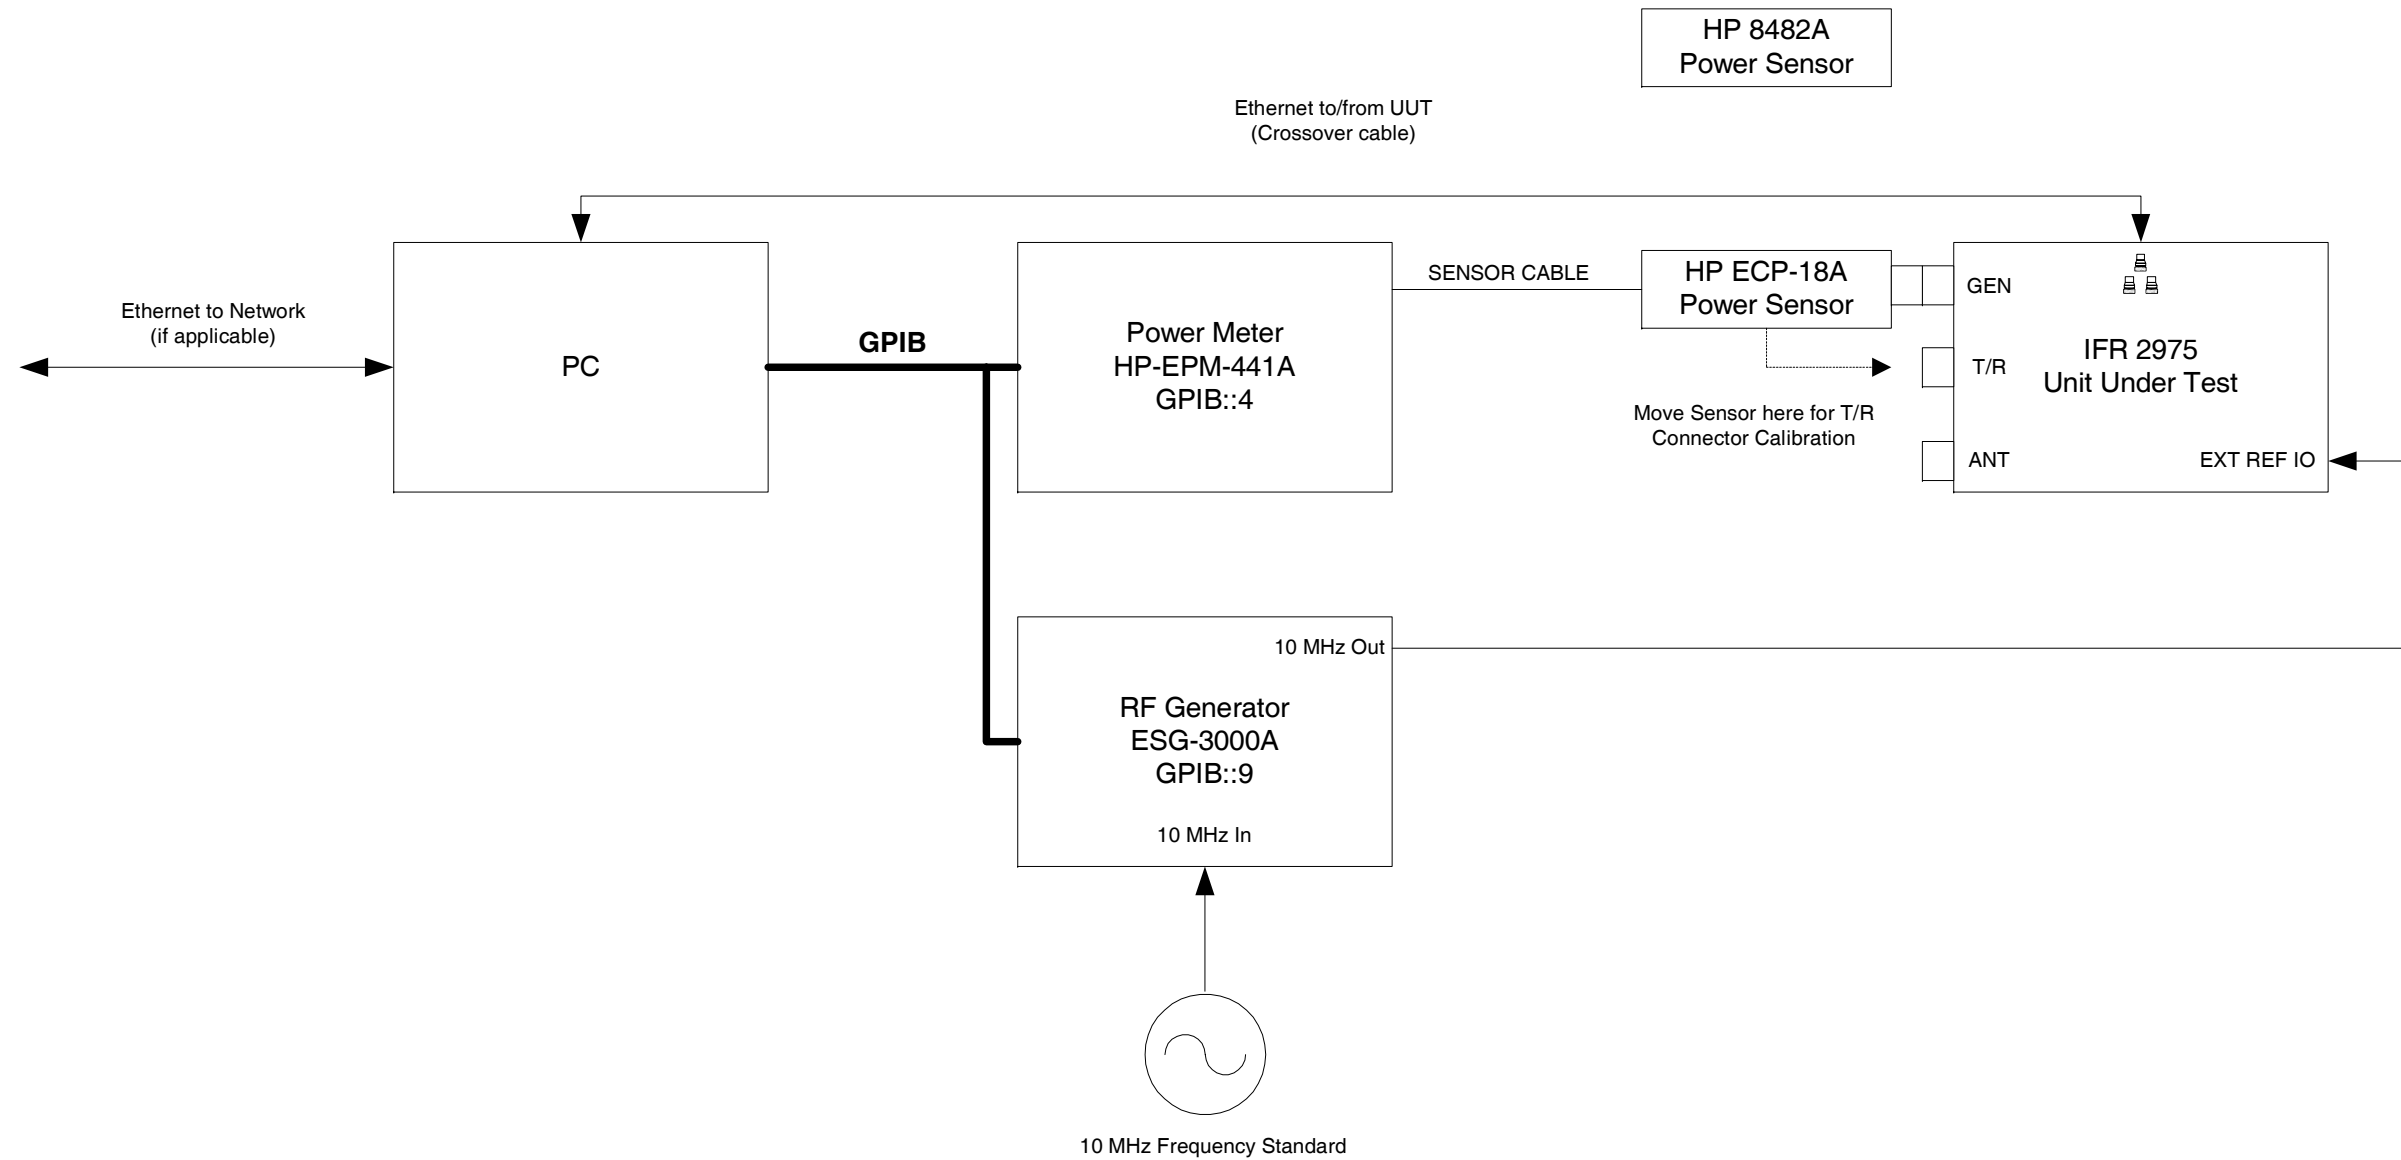 HP 8482A
Power Sensor
Ethernet to/from UUT
(Crossover cable)
Ethernet to Network
(if applicable)
PC
GPIB
Power Meter
HP-EPM-441A
GPIB::4
SENSOR CABLE
HP ECP-18A
Power Sensor
Move Sensor here for T/R
Connector Calibration
GEN
T/R
ANT
IFR 2975
Unit Under Test
EXT REF IO
10 MHz Out
RF Generator
ESG-3000A
GPIB::9
10 MHz In
10 MHz Frequency Standard